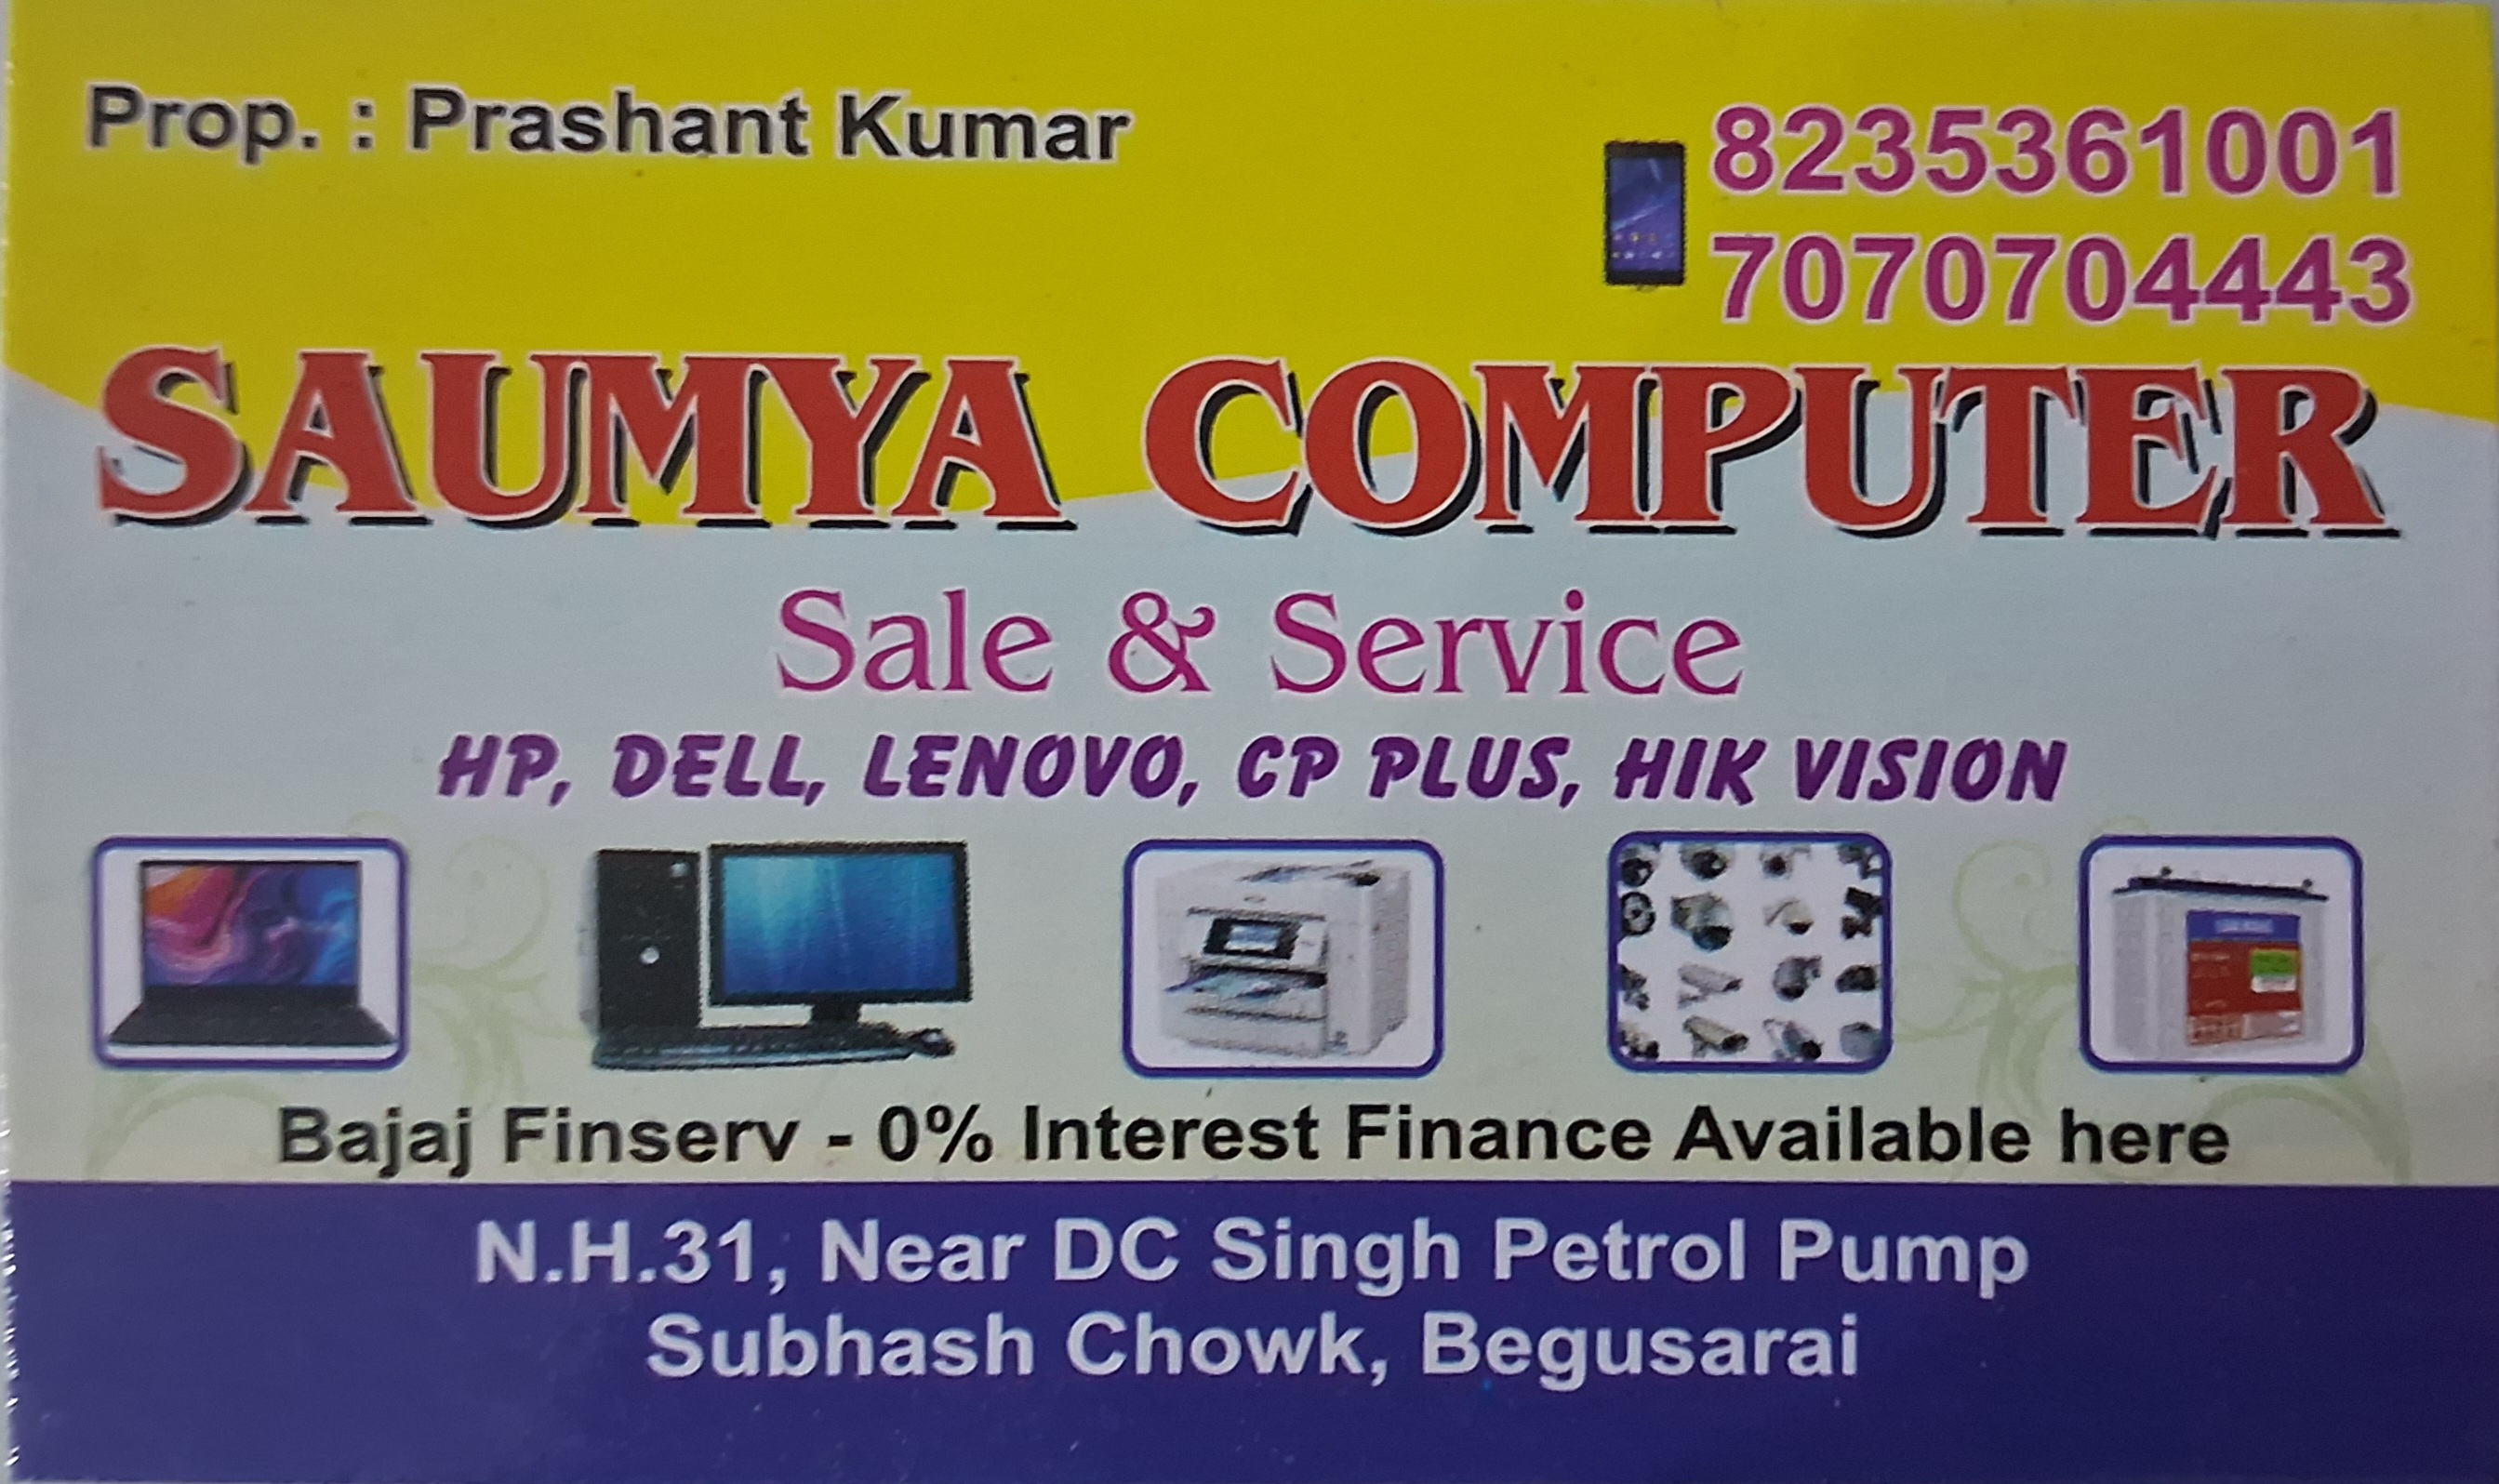 Prop. : Prashant Kumar
8235361001
7070704443
SAUMYA COMPUTER
Sale & Service
HP, DELL, LENOVO, CP PLUS, HIK VISION
Bajaj Finserv - 0% Interest Finance Available here
N.H.31, Near DC Singh Petrol Pump
Subhash Chowk, Begusarai